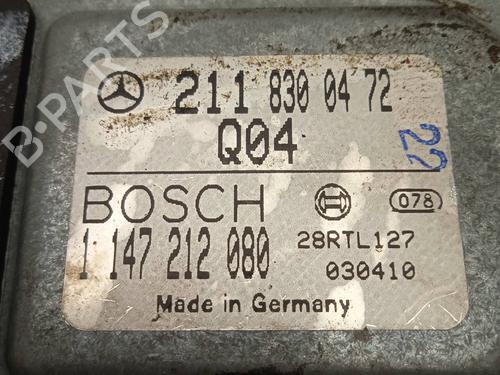 211 830 04 72
Q04
22
BOSCH
078
1 147 212 080
28RTL127
030410
Made in Germany
B-PARTS